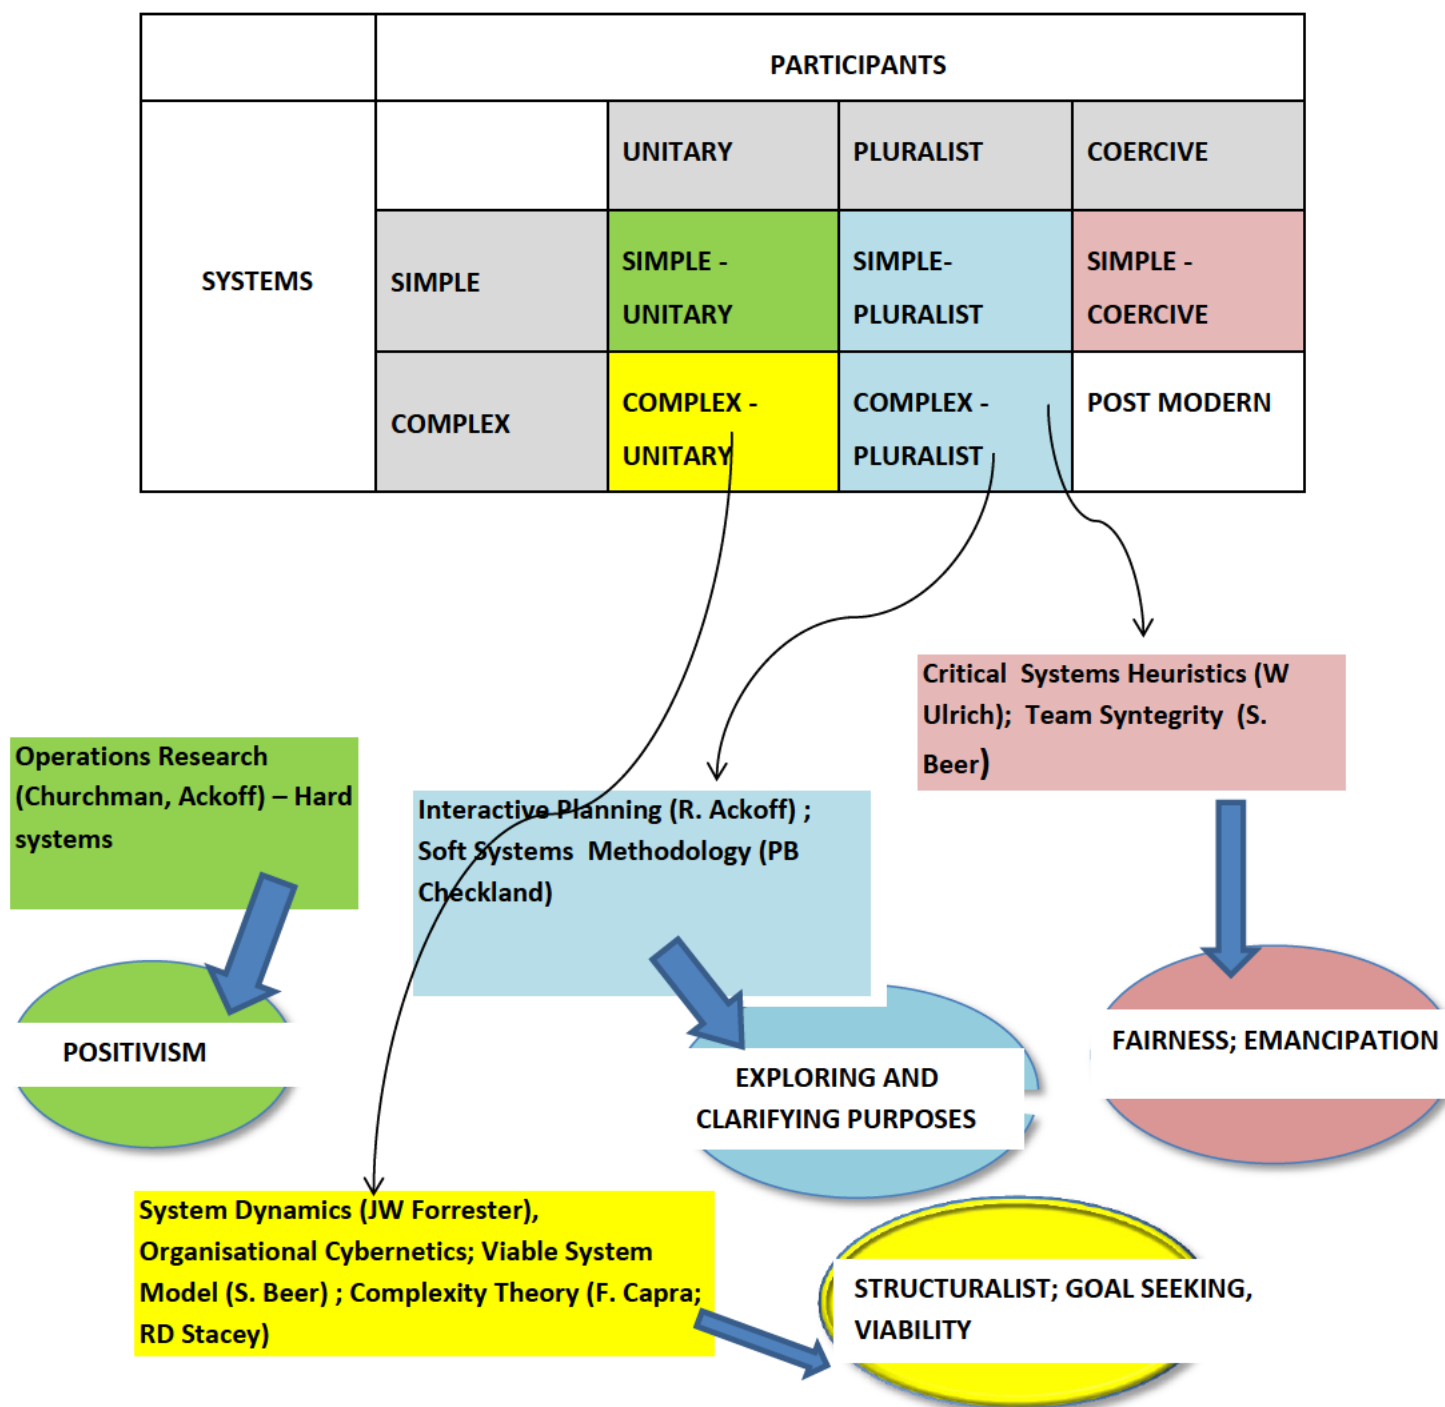 PARTICIPANTS
UNITARY
PLURALIST
COERCIVE
SYSTEMS
SIMPLE
SIMPLE -
UNITARY
SIMPLE-
PLURALIST
SIMPLE -
COERCIVE
COMPLEX
COMPLEX -
UNITARY
COMPLEX -
PLURALIST
POST MODERN
Critical Systems Heuristics (W
Ulrich); Team Syntegrity (S.
Beer)
Operations Research
(Churchman, Ackoff) – Hard
systems
Interactive Planning (R. Ackoff) ;
Soft Systems Methodology (PB
Checkland)
POSITIVISM
EXPLORING AND
CLARIFYING PURPOSES
FAIRNESS; EMANCIPATION
System Dynamics (JW Forrester),
Organisational Cybernetics; Viable System
Model (S. Beer) ; Complexity Theory (F. Capra;
RD Stacey)
STRUCTURALIST; GOAL SEEKING,
VIABILITY